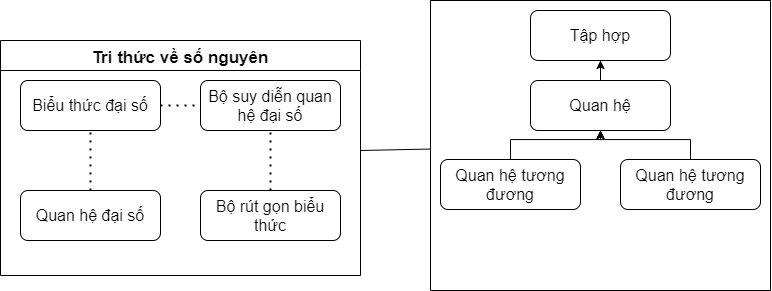 Tri thức về số nguyên
Biểu thức đại số
Bộ suy diễn quan
hệ đại số
Quan hệ đại số
Bộ rút gọn biểu
thức
Tập hợp
Quan hệ
Quan hệ tương
đương
Quan hệ tương
đương